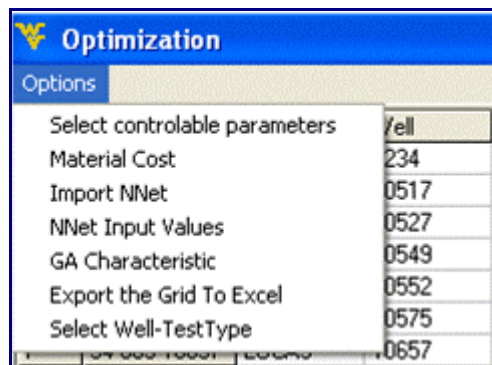 Optimization
Options
Select controlable parameters
Material Cost
Import NNet
NNet Input Values
GA Characteristic
Export the Grid To Excel
Select Well-TestType
234
0517
0527
0549
0552
0575
LUCAS 0657